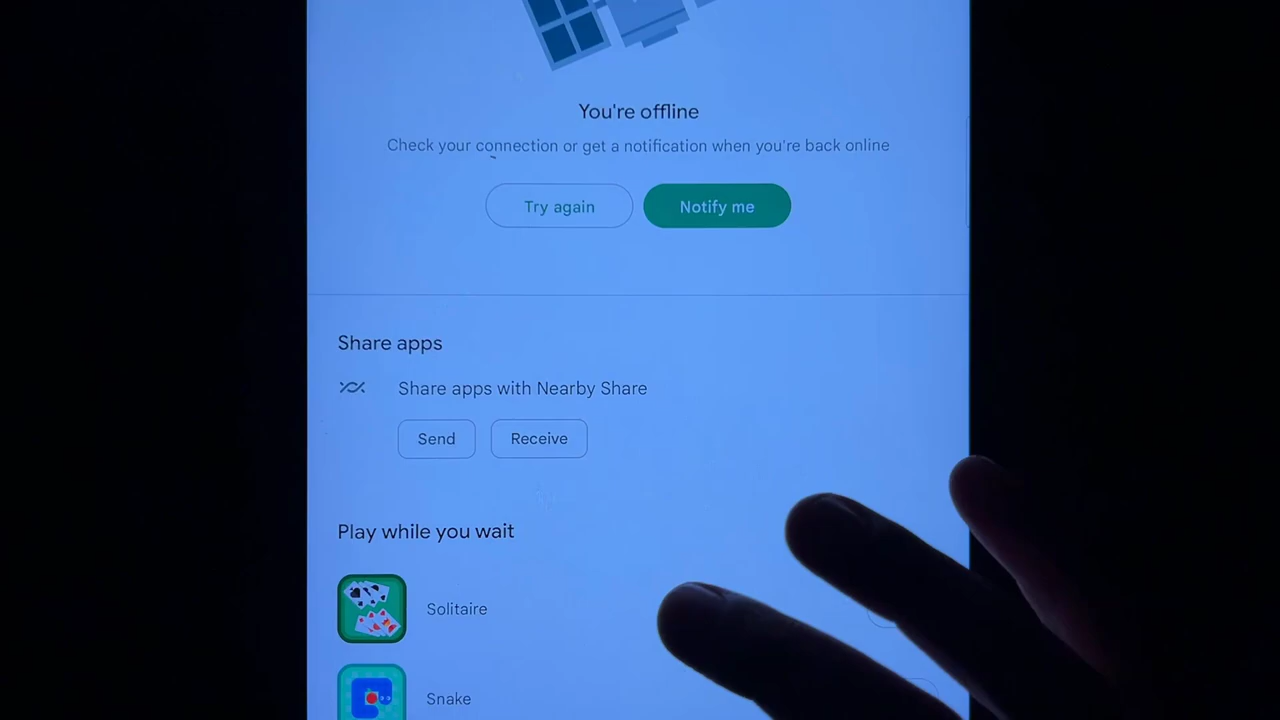 You're offline
Check your connection or get a notification when you're back online
Try again
Notify me
Share apps
Share apps with Nearby Share
Send
Receive
Play while you wait
Solitaire
Snake